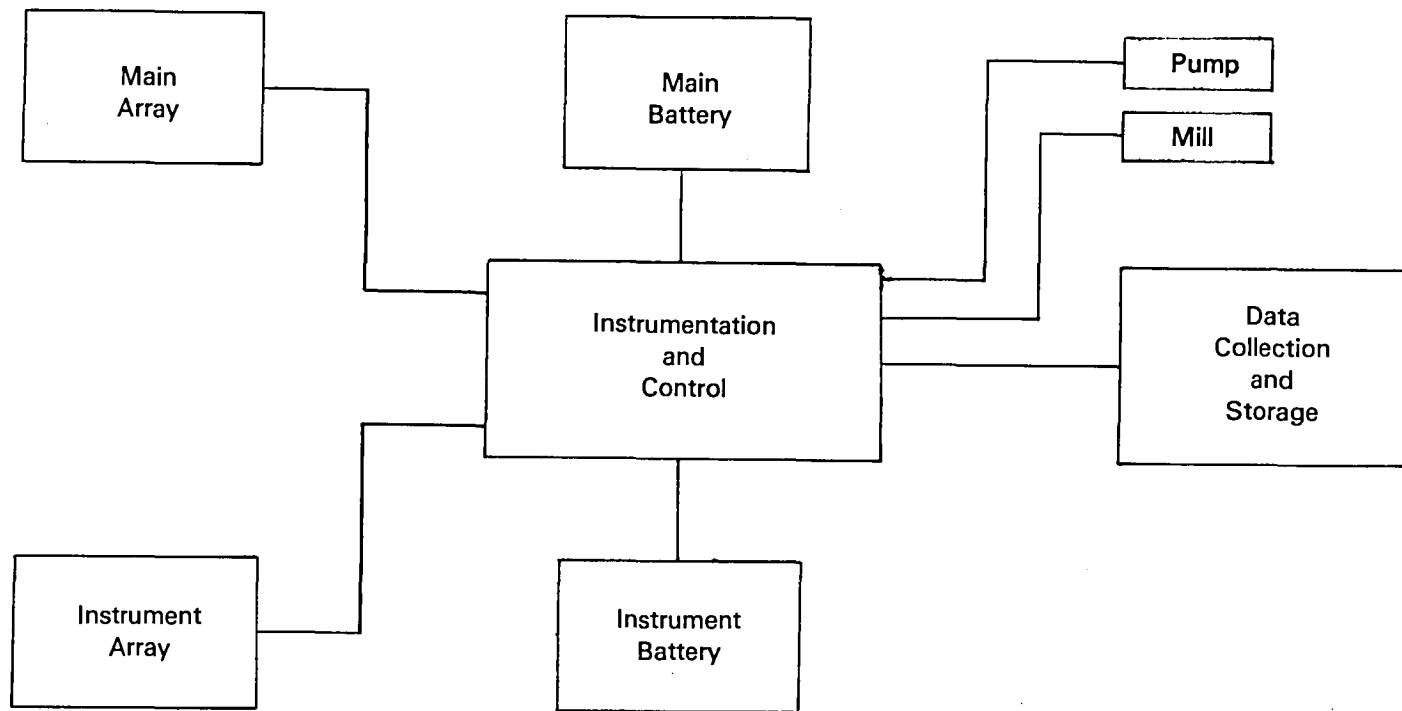 Main
Array
Main
Battery
Pump
Mill
Instrumentation
and
Control
Data
Collection
and
Storage
Instrument
Array
Instrument
Battery